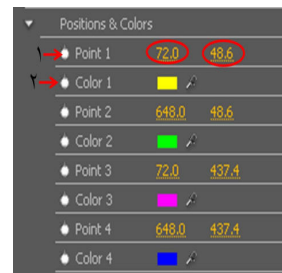 Positions & Colors
١ Point 1 72.0 48.6
٢ Color 1
Point 2 648.0 48.6
Color 2
Point 3 72.0 437.4
Color 3
Point 4 648.0 437.4
Color 4